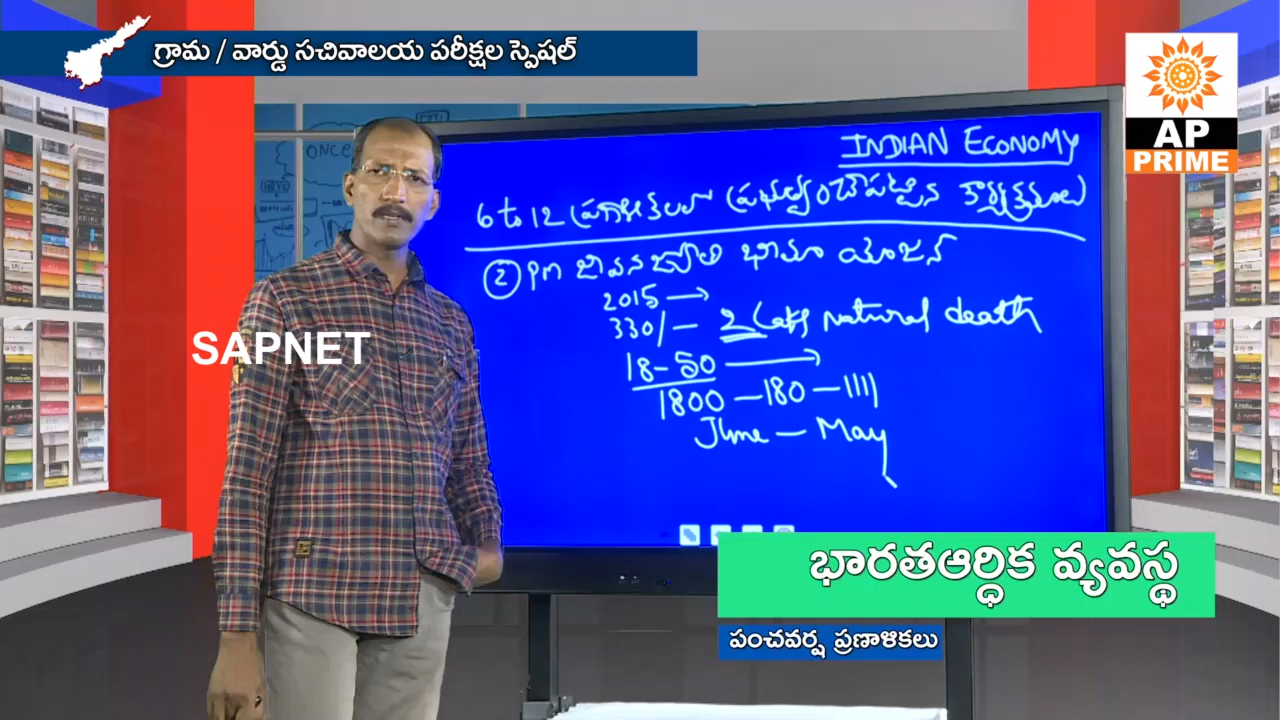 గ్రామ / వార్డు సచివాలయ పరీక్షల స్పెషల్
AP
PRIME
INDIAN ECONOMY
6 to 12 ప్రణాళికలలో ప్రభుత్వం చేపట్టిన కార్యక్రమాలు
② PM జీవన జ్యోతి భీమా యోజన
2015 →
330/- 2 Lakh natural death
18-50 →
1800 - 180 - 1111
June - May
SAPNET
భారతఆర్ధిక వ్యవస్థ
పంచవర్ష ప్రణాళికలు